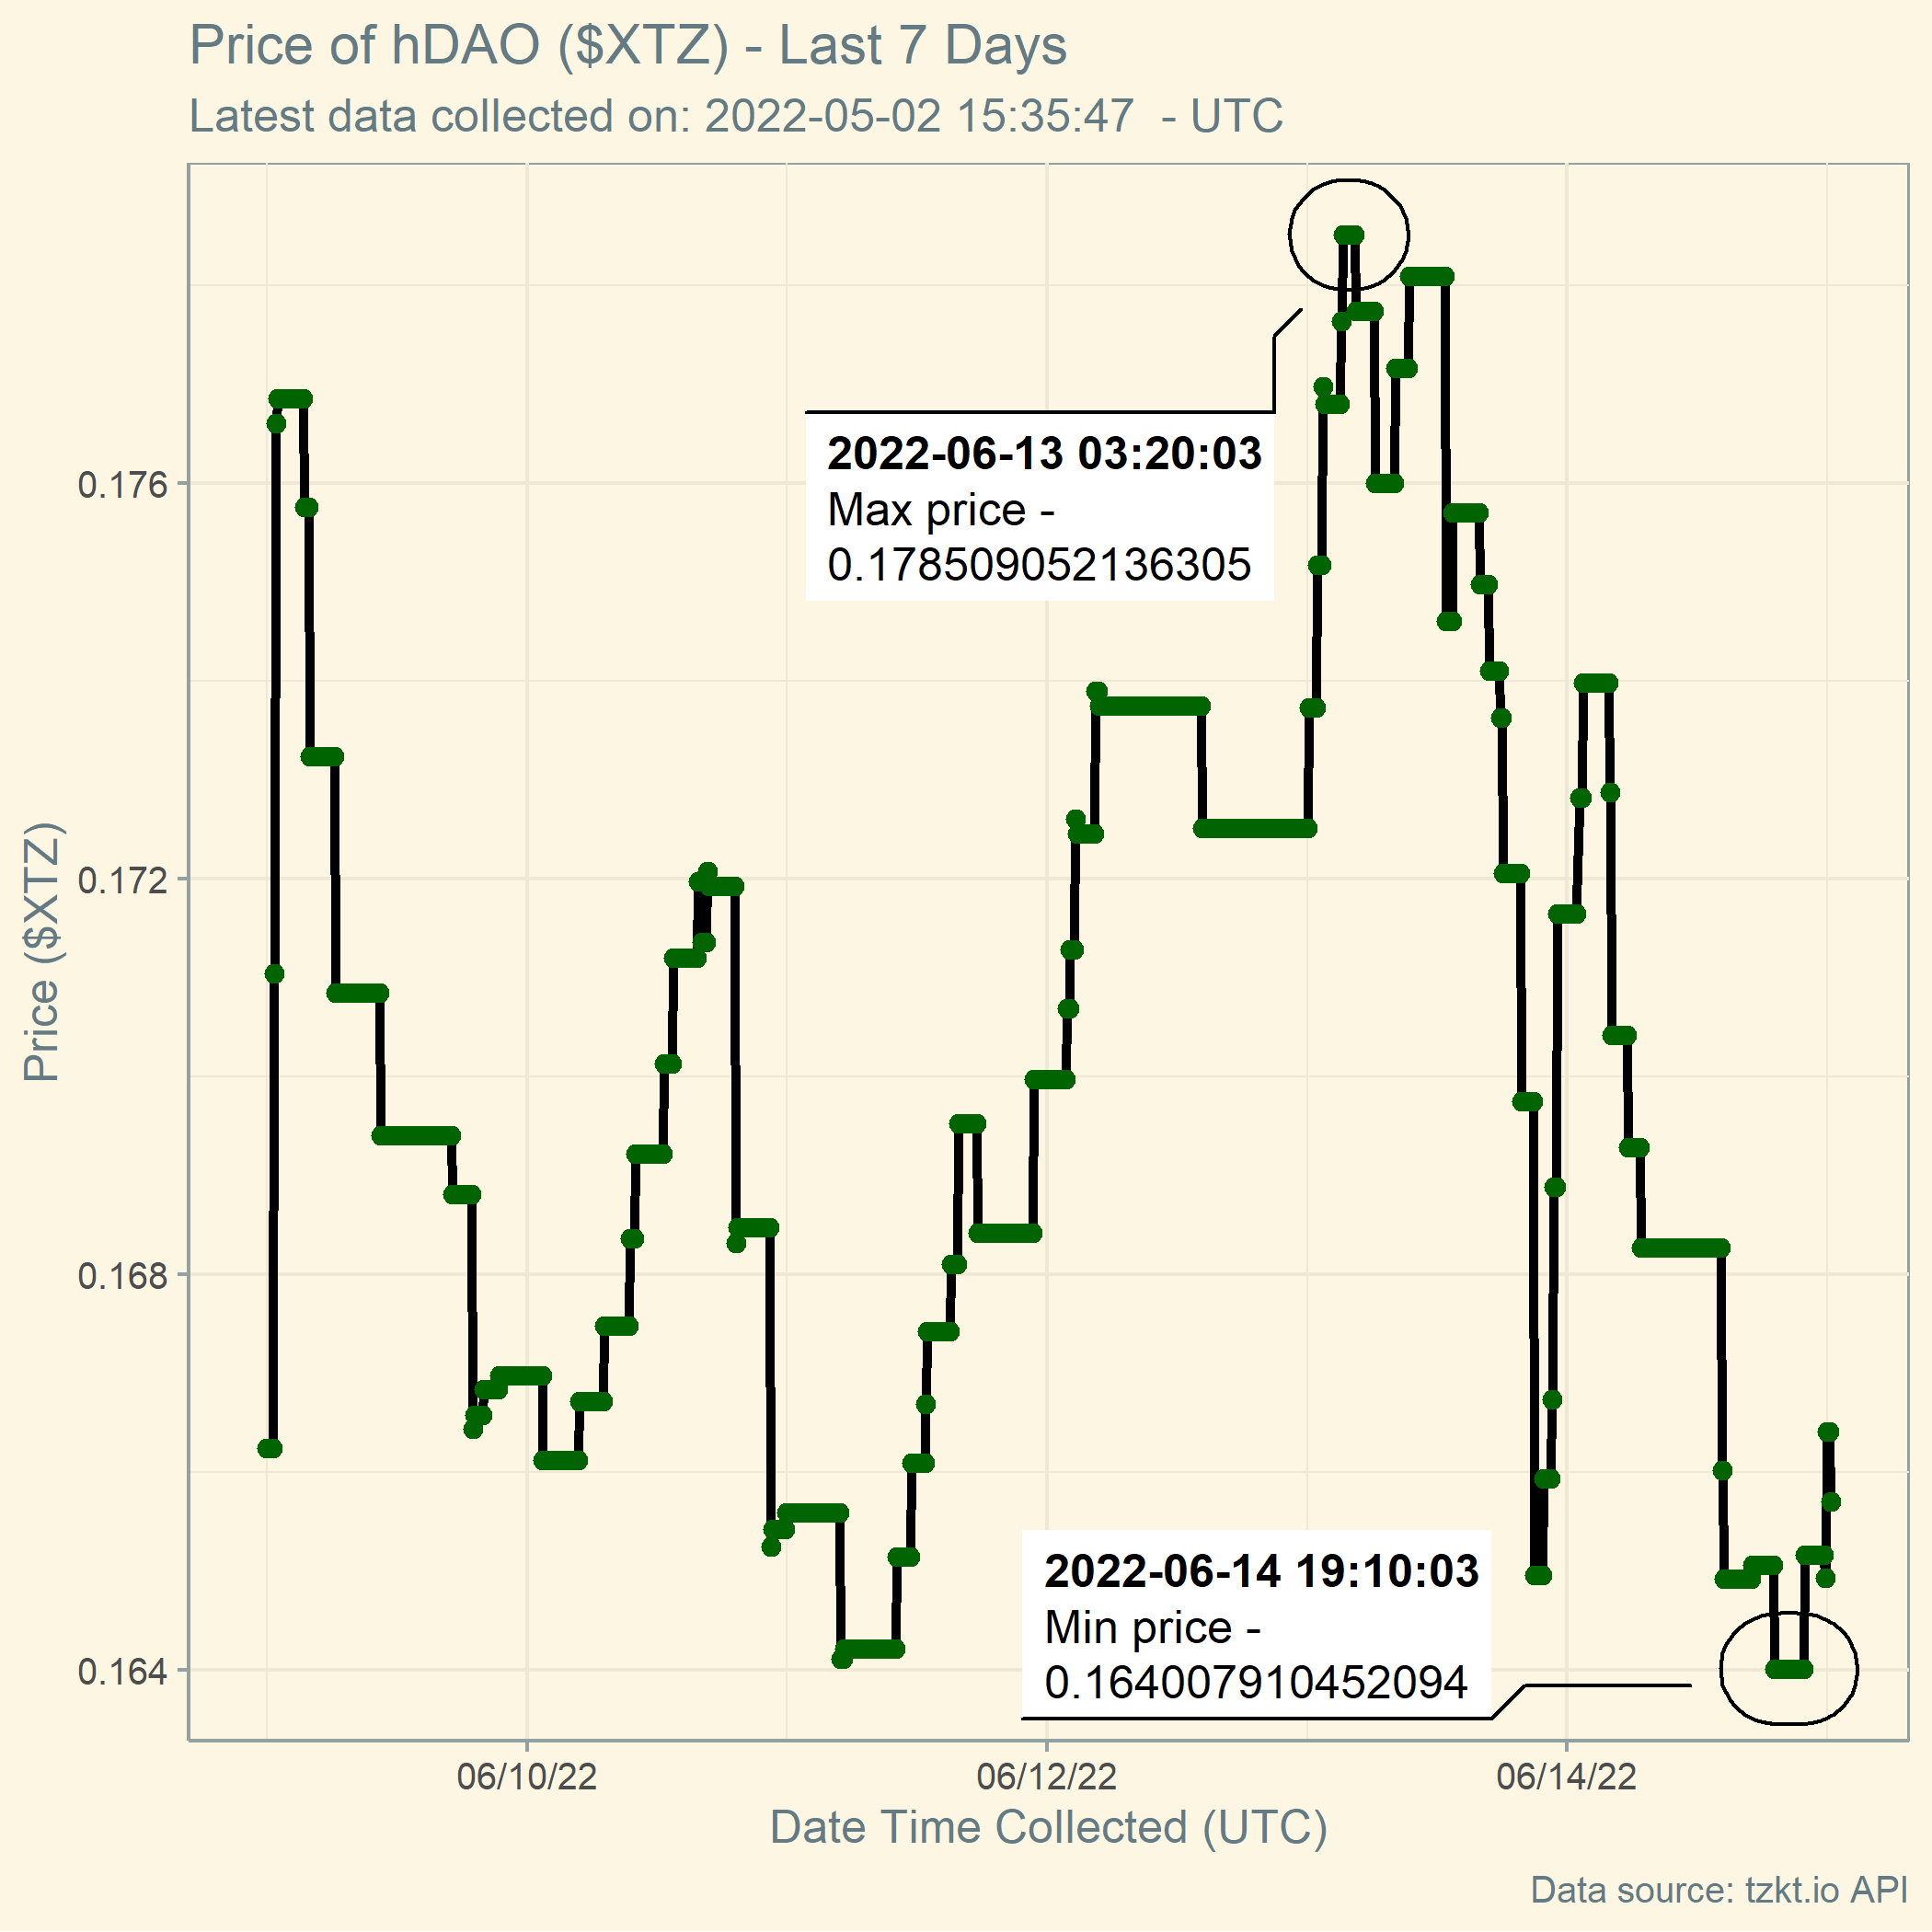 Price of hDAO ($XTZ) - Last 7 Days
Latest data collected on: 2022-05-02 15:35:47  - UTC
2022-06-13 03:20:03
Max price -
0.178509052136305
0.176
0.172
0.168
0.164
Price ($XTZ)
2022-06-14 19:10:03
Min price -
0.164007910452094
06/10/22
06/12/22
06/14/22
Date Time Collected (UTC)
Data source: tzkt.io API